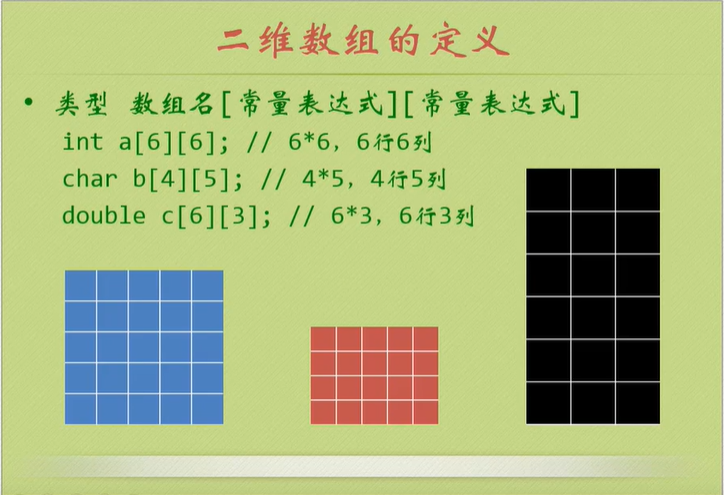 二维数组的定义
• 类型 数组名[常量表达式][常量表达式]
int a[6][6]; // 6*6，6行6列
char b[4][5]; // 4*5，4行5列
double c[6][3]; // 6*3，6行3列